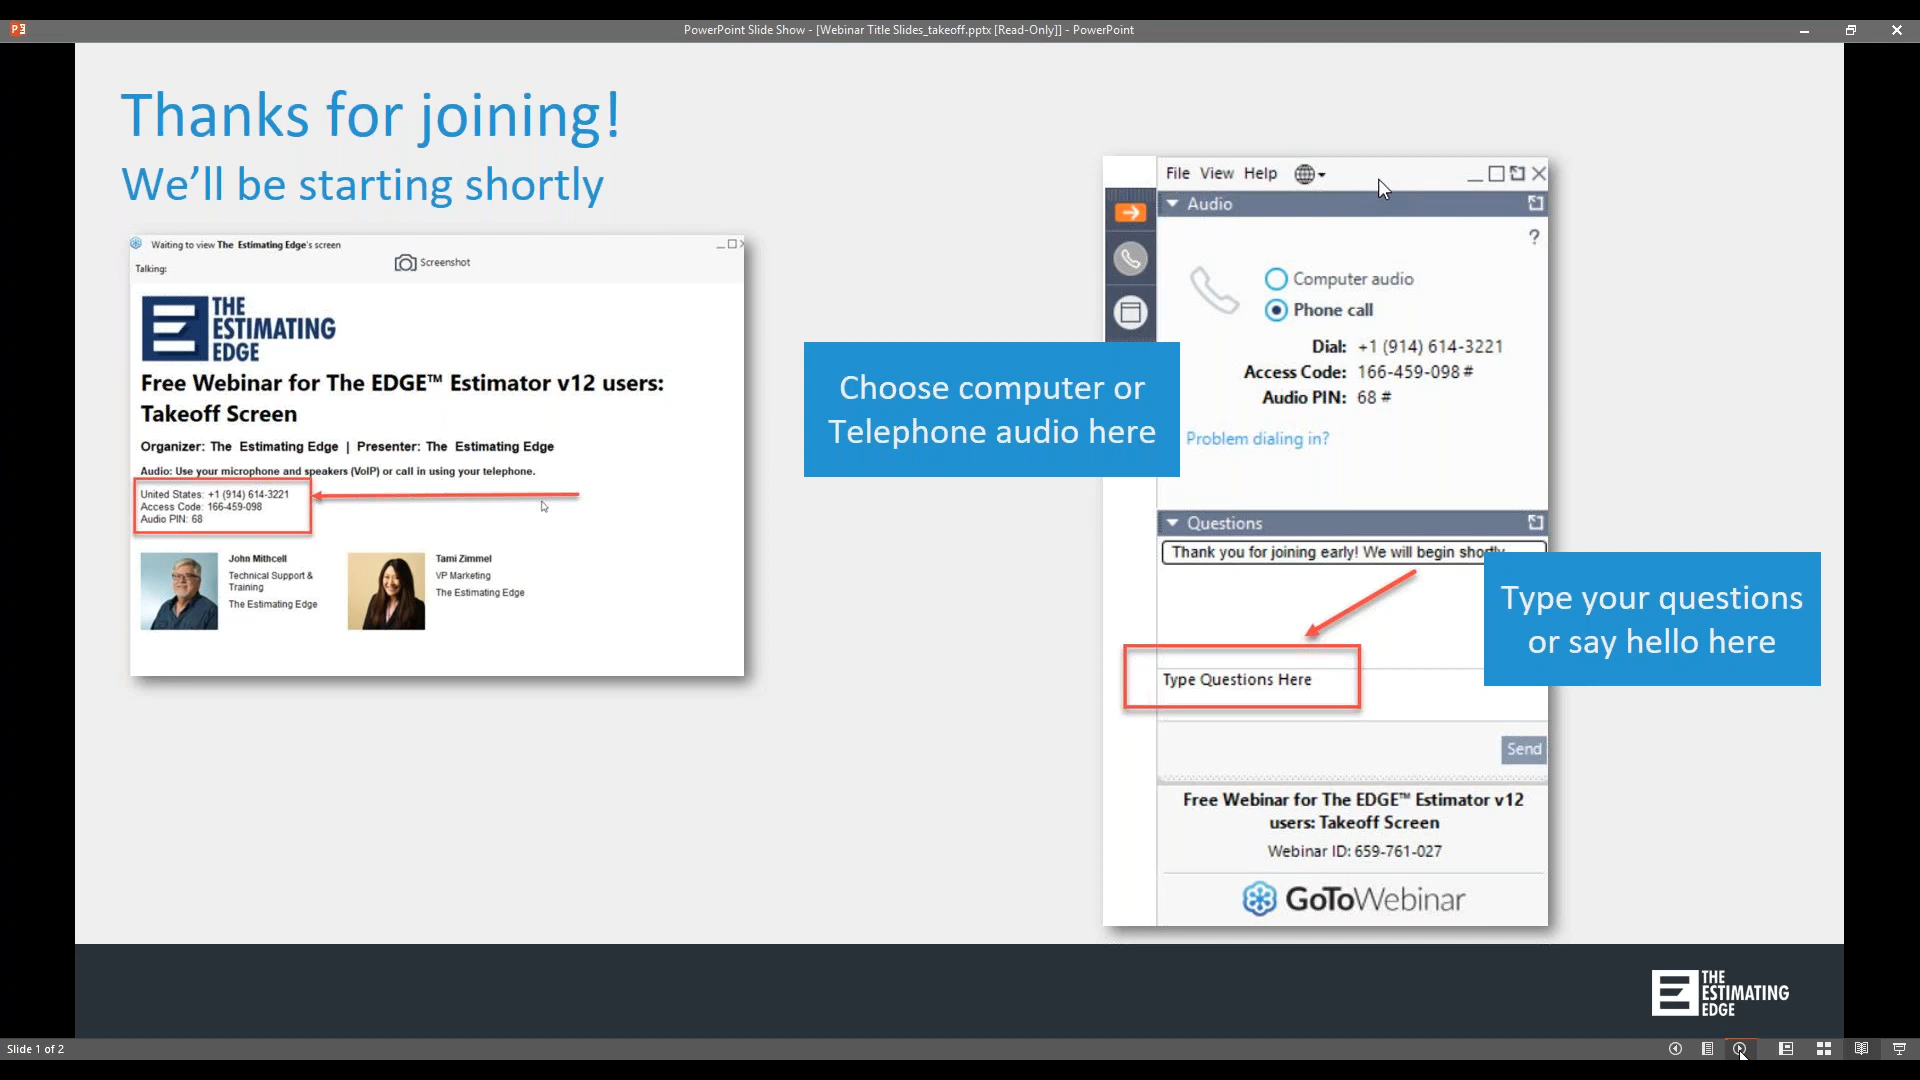 PowerPoint Slide Show - [Webinar Title Slides_takeoff.pptx [Read-Only]] - PowerPoint
Thanks for joining!
We'll be starting shortly
Waiting to view The Estimating Edge's screen
Talking:
Screenshot
THE
ESTIMATING
EDGE
Free Webinar for The EDGE™ Estimator v12 users:
Takeoff Screen
Organizer: The Estimating Edge | Presenter: The Estimating Edge
Audio: Use your microphone and speakers (VoIP) or call in using your telephone.
United States: +1 (914) 614-3221
Access Code: 166-459-098
Audio PIN: 68
John Mithcell
Technical Support &
Training
The Estimating Edge
Tami Zimmel
VP Marketing
The Estimating Edge
Choose computer or
Telephone audio here
File View Help
Audio
?
Computer audio
Phone call
Dial: +1 (914) 614-3221
Access Code: 166-459-098 #
Audio PIN: 68 #
Problem dialing in?
Questions
Thank you for joining early! We will begin shortly
Type your questions
or say hello here
Type Questions Here
Send
Free Webinar for The EDGE™ Estimator v12
users: Takeoff Screen
Webinar ID: 659-761-027
GoToWebinar
THE
ESTIMATING
EDGE
Slide 1 of 2